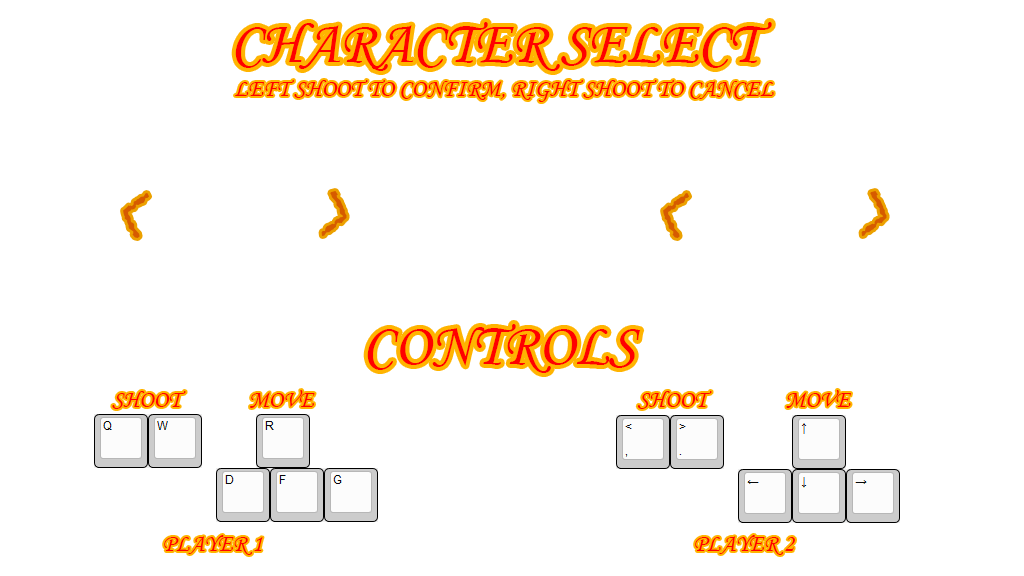 CHARACTER SELECT
LEFT SHOOT TO CONFIRM, RIGHT SHOOT TO CANCEL
< > < >
CONTROLS
SHOOT MOVE SHOOT MOVE
Q W R < , > . ↑
D F G ← ↓ →
PLAYER 1 PLAYER 2